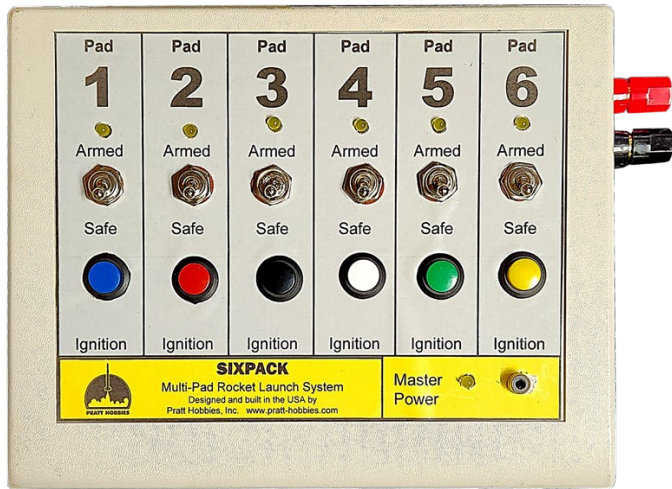 Pad Pad Pad Pad Pad Pad
1 2 3 4 5 6
Armed Armed Armed Armed Armed Armed
Safe Safe Safe Safe Safe Safe
Ignition Ignition Ignition Ignition Ignition Ignition
SIXPACK
Multi-Pad Rocket Launch System
Designed and built in the USA by
Pratt Hobbies, Inc. www.pratt-hobbies.com
PRATT HOBBIES
Master
Power